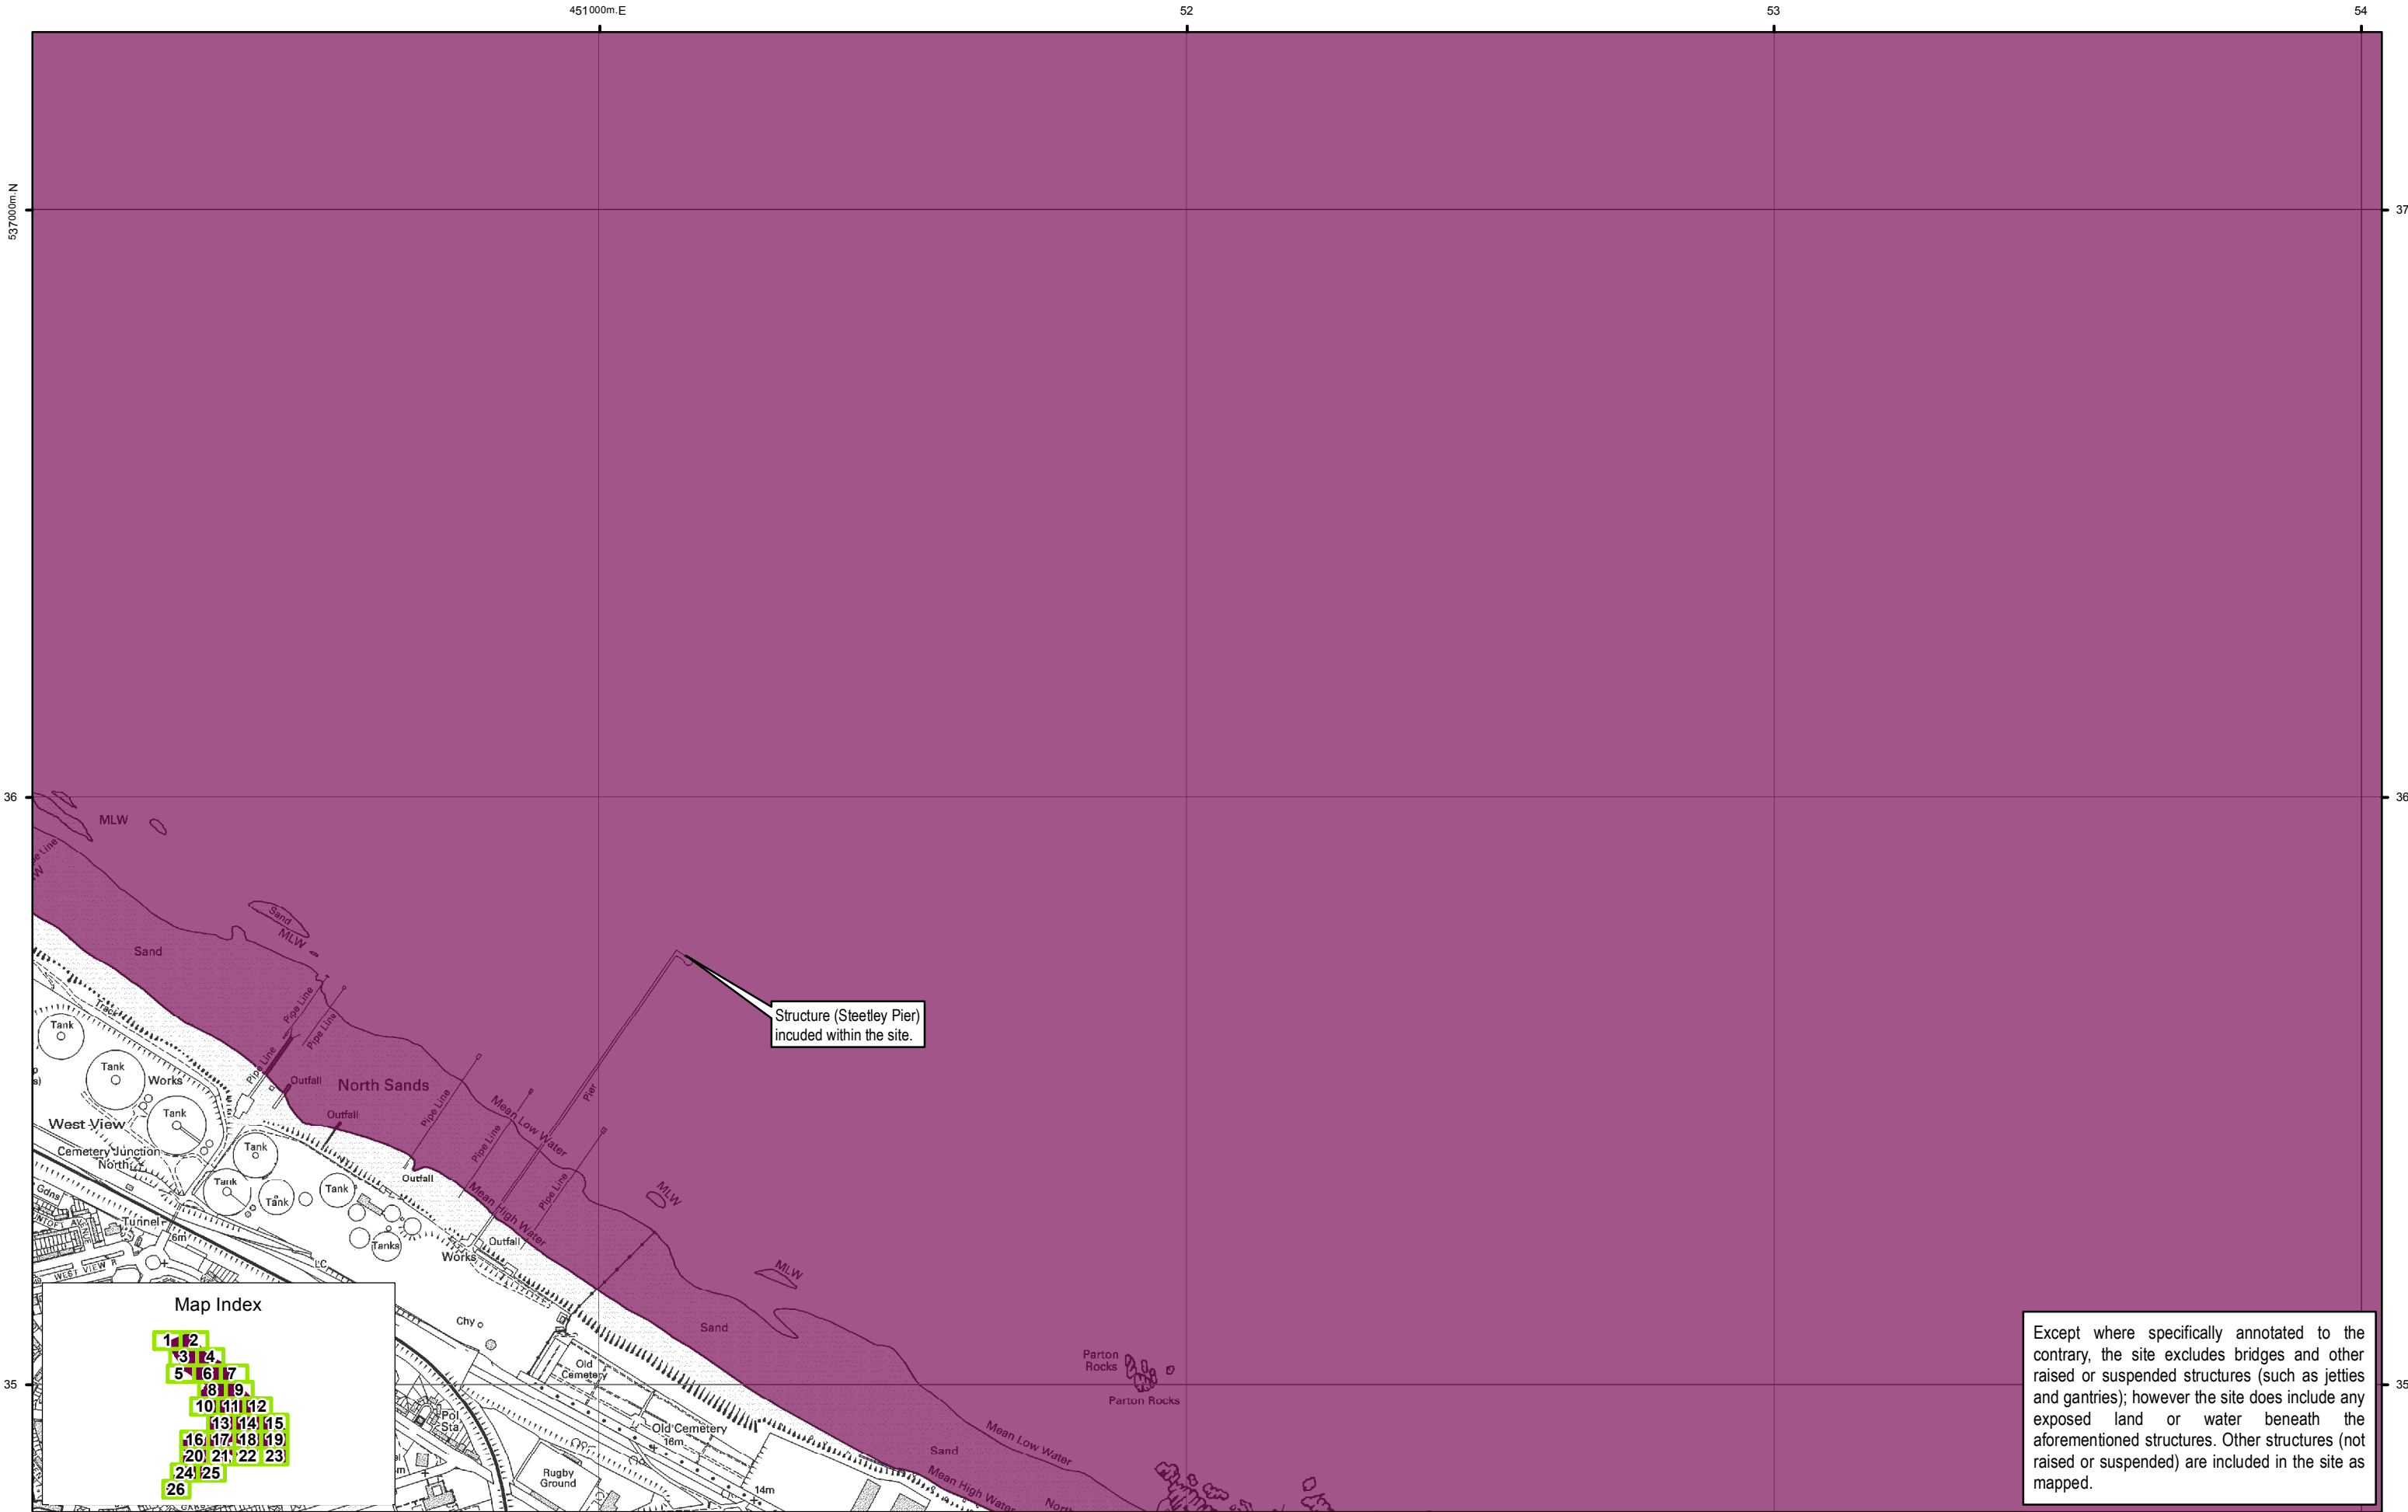 451000m.E
52
53
54
537000m.N
37
36
36
MLW
Sand
MLW
Sand
Track
Pipe Line
Pipe Line
Pipe Line
Structure (Steetley Pier)
incuded within the site.
Tank
Tank
Works
Tank
Outfall
North Sands
Outfall
Pipe Line
Pipe Line
Pier
Mean Low Water
West View
Cemetery Junction
North
Tank
Tank
Tank
Tank
Outfall
Pipe Line
Mean High Water
MLW
Gdns
Tunnel
6m
Tanks
Works
Outfall
WEST VIEW R
LC
MLW
Map Index
1
2
3
4
5
6
7
8
9
10
11
12
13
14
15
16
17
18
19
20
21
22
23
24
25
26
Chy
Sand
Old
Cemetery
Parton
Rocks
Parton Rocks
35
35
Pol
Sta
Old Cemetery
16m
Rugby
Ground
14m
Sand
Mean Low Water
Mean High Water
North
Except where specifically annotated to the
contrary, the site excludes bridges and other
raised or suspended structures (such as jetties
and gantries); however the site does include any
exposed land or water beneath the
aforementioned structures. Other structures (not
raised or suspended) are included in the site as
mapped.